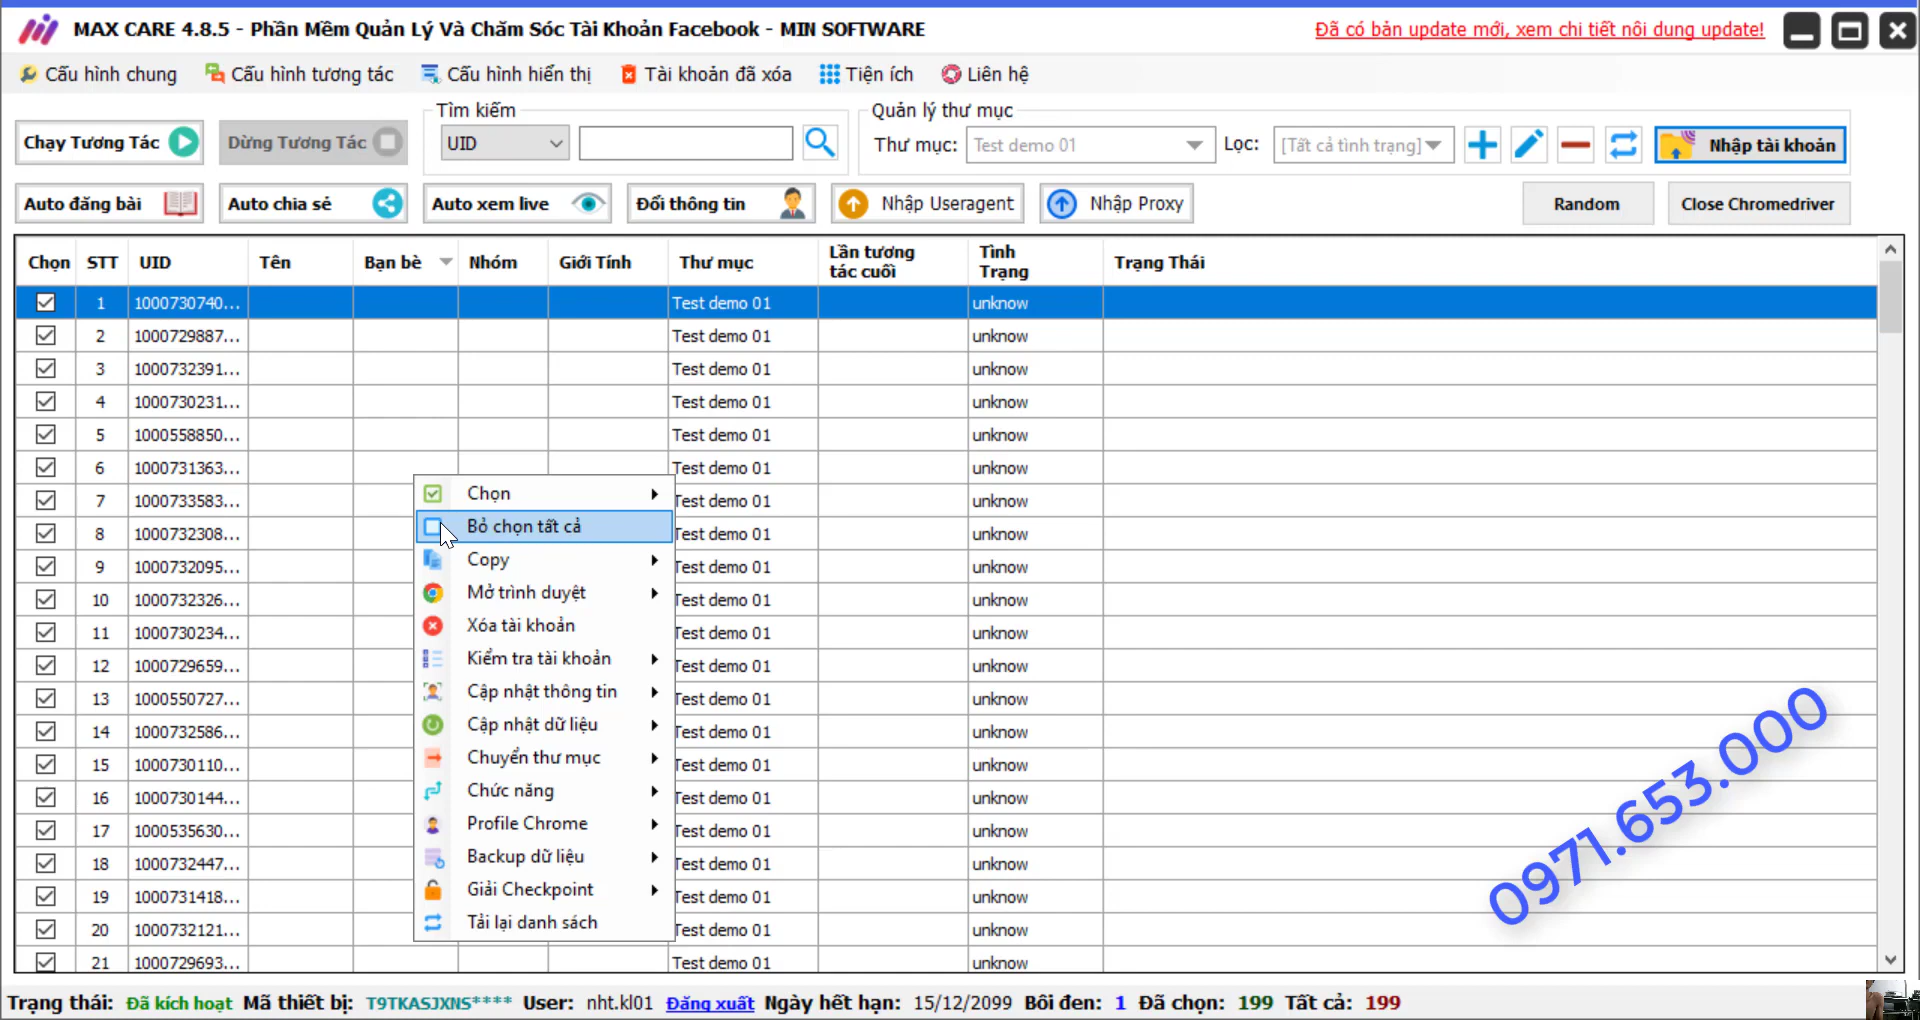 MAX CARE 4.8.5 - Phần Mềm Quản Lý Và Chăm Sóc Tài Khoản Facebook - MIN SOFTWARE
Đã có bản update mới, xem chi tiết nôi dung update!
Cấu hình chung
Cấu hình tương tác
Cấu hình hiển thị
Tài khoản đã xóa
Tiện ích
Liên hệ
Chạy Tương Tác
Dừng Tương Tác
Tìm kiếm
UID
Quản lý thư mục
Thư mục: Test demo 01
Lọc: [Tất cả tình trạng]
Nhập tài khoản
Auto đăng bài
Auto chia sẻ
Auto xem live
Đổi thông tin
Nhập Useragent
Nhập Proxy
Random
Close Chromedriver
Chọn STT UID Tên Bạn bè Nhóm Giới Tính Thư mục Lần tương tác cuối Tình Trạng Trạng Thái
1 1000730740... Test demo 01 unknow
2 1000729887... Test demo 01 unknow
3 1000732391... Test demo 01 unknow
4 1000730231... Test demo 01 unknow
5 1000558850... Test demo 01 unknow
6 1000731363... Test demo 01 unknow
7 1000733583... Test demo 01 unknow
8 1000732308... Test demo 01 unknow
9 1000732095... Test demo 01 unknow
10 1000732326... Test demo 01 unknow
11 1000730234... Test demo 01 unknow
12 1000729659... Test demo 01 unknow
13 1000550727... Test demo 01 unknow
14 1000732586... Test demo 01 unknow
15 1000730110... Test demo 01 unknow
16 1000730144... Test demo 01 unknow
17 1000535630... Test demo 01 unknow
18 1000732447... Test demo 01 unknow
19 1000731418... Test demo 01 unknow
20 1000732121... Test demo 01 unknow
21 1000729693... Test demo 01 unknow
Chọn
Bỏ chọn tất cả
Copy
Mở trình duyệt
Xóa tài khoản
Kiểm tra tài khoản
Cập nhật thông tin
Cập nhật dữ liệu
Chuyển thư mục
Chức năng
Profile Chrome
Backup dữ liệu
Giải Checkpoint
Tải lại danh sách
0971.653.000
Trạng thái: Đã kích hoạt Mã thiết bị: T9TKASJXNS**** User: nht.kl01 Đăng xuất Ngày hết hạn: 15/12/2099 Bôi đen: 1 Đã chọn: 199 Tất cả: 199